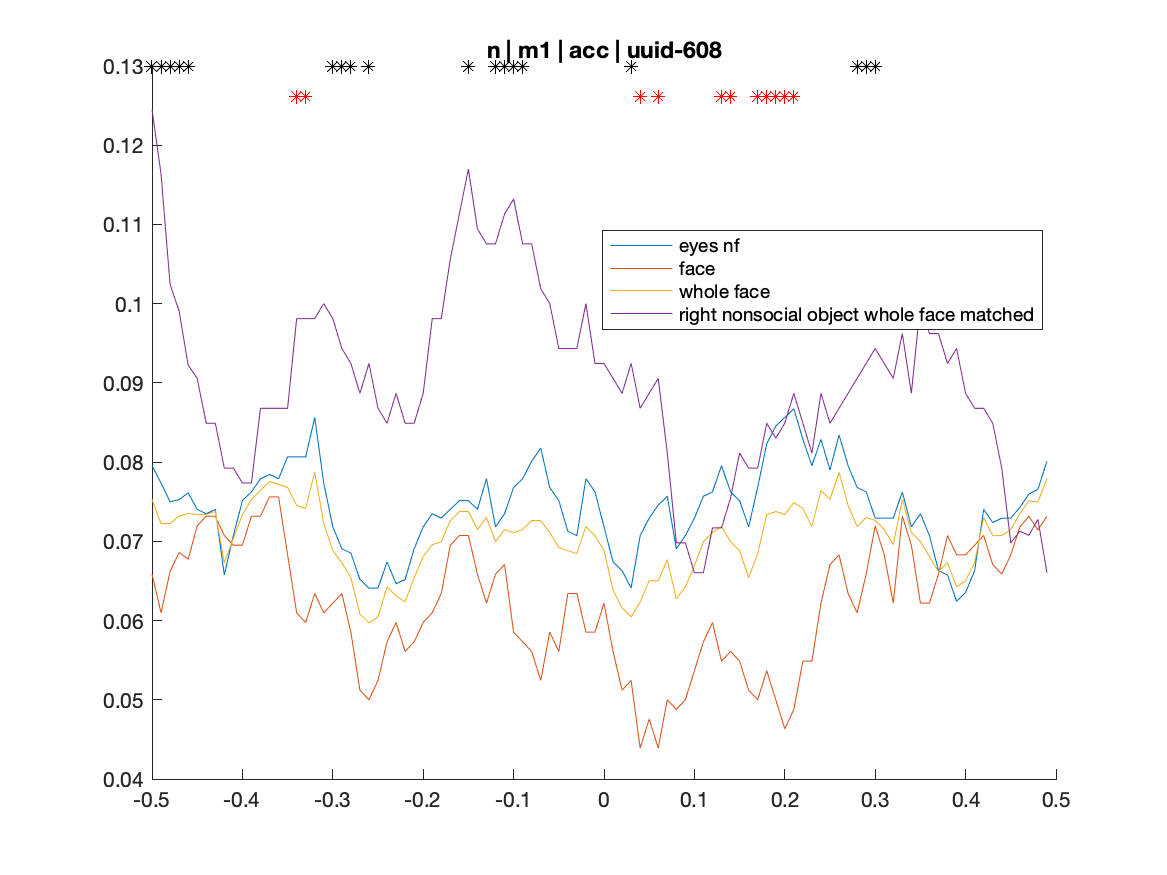 n | m1 | acc | uuid-608
0.13
0.12
0.11
0.1
0.09
0.08
0.07
0.06
0.05
0.04
eyes nf
face
whole face
right nonsocial object whole face matched
-0.5 -0.4 -0.3 -0.2 -0.1 0 0.1 0.2 0.3 0.4 0.5